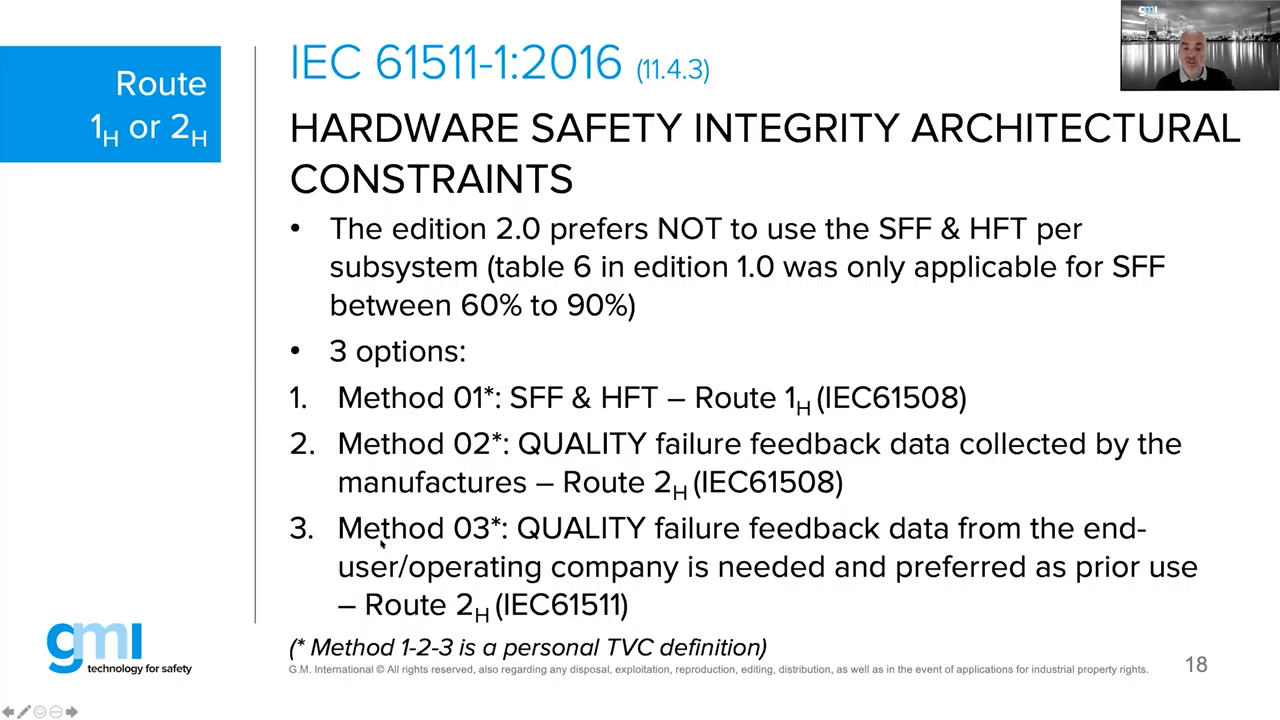 gmi
Route
1H or 2H
IEC 61511-1:2016 (11.4.3)
HARDWARE SAFETY INTEGRITY ARCHITECTURAL
CONSTRAINTS
• The edition 2.0 prefers NOT to use the SFF & HFT per
subsystem (table 6 in edition 1.0 was only applicable for SFF
between 60% to 90%)
• 3 options:
1. Method 01*: SFF & HFT – Route 1H (IEC61508)
2. Method 02*: QUALITY failure feedback data collected by the
manufactures – Route 2H (IEC61508)
3. Method 03*: QUALITY failure feedback data from the end-
user/operating company is needed and preferred as prior use
– Route 2H (IEC61511)
(* Method 1-2-3 is a personal TVC definition)
gmi
technology for safety
G.M. International © All rights reserved, also regarding any disposal, exploitation, reproduction, editing, distribution, as well as in the event of applications for industrial property rights.
18